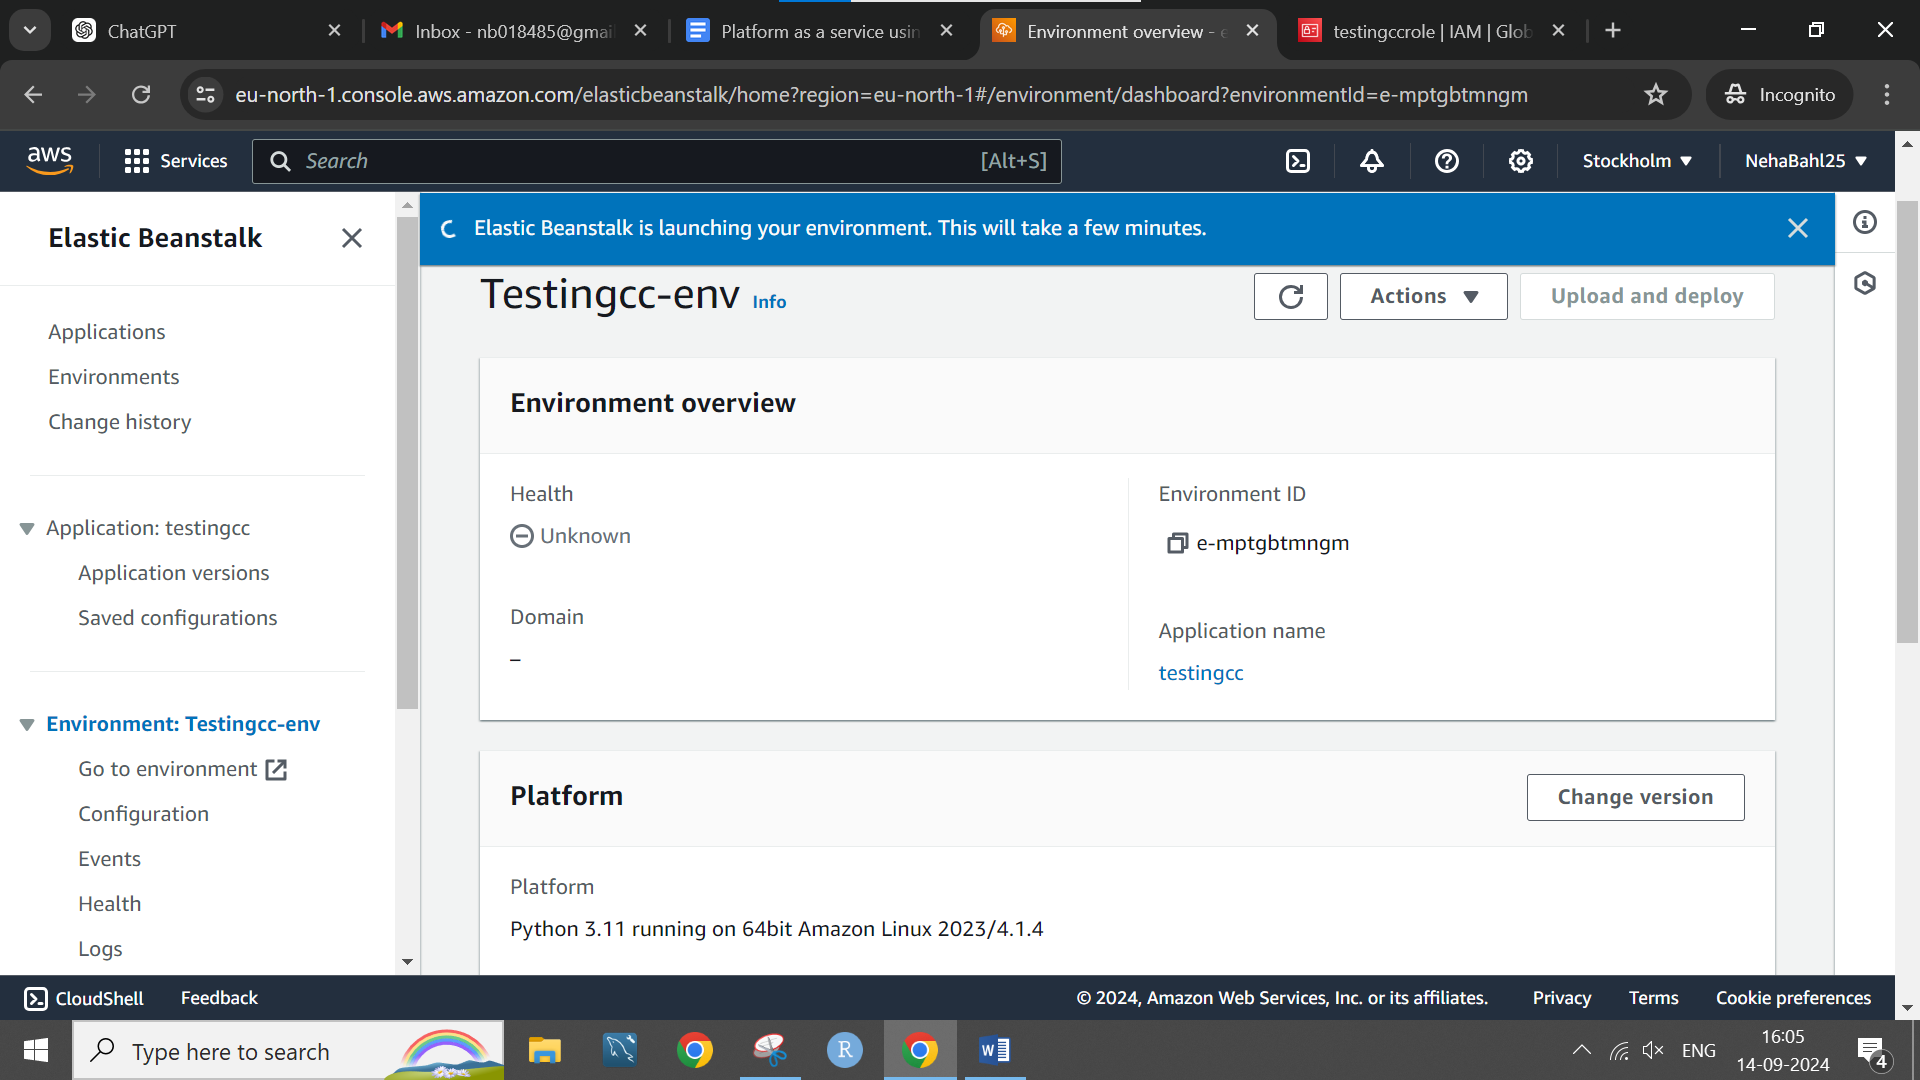 ChatGPT
Inbox - nb018485@gmai
Platform as a service usin
Environment overview - e
testingccrole | IAM | Glob
eu-north-1.console.aws.amazon.com/elasticbeanstalk/home?region=eu-north-1#/environment/dashboard?environmentId=e-mptgbtmngm
Incognito
aws
Services
Search
[Alt+S]
Stockholm
NehaBahl25
Elastic Beanstalk
Applications
Environments
Change history
Application: testingcc
Application versions
Saved configurations
Environment: Testingcc-env
Go to environment
Configuration
Events
Health
Logs
Elastic Beanstalk is launching your environment. This will take a few minutes.
Testingcc-env Info
Actions
Upload and deploy
Environment overview
Health
Unknown
Domain
–
Environment ID
e-mptgbtmngm
Application name
testingcc
Platform
Change version
Platform
Python 3.11 running on 64bit Amazon Linux 2023/4.1.4
CloudShell
Feedback
© 2024, Amazon Web Services, Inc. or its affiliates.
Privacy
Terms
Cookie preferences
Type here to search
R
W
ENG
16:05
14-09-2024
4